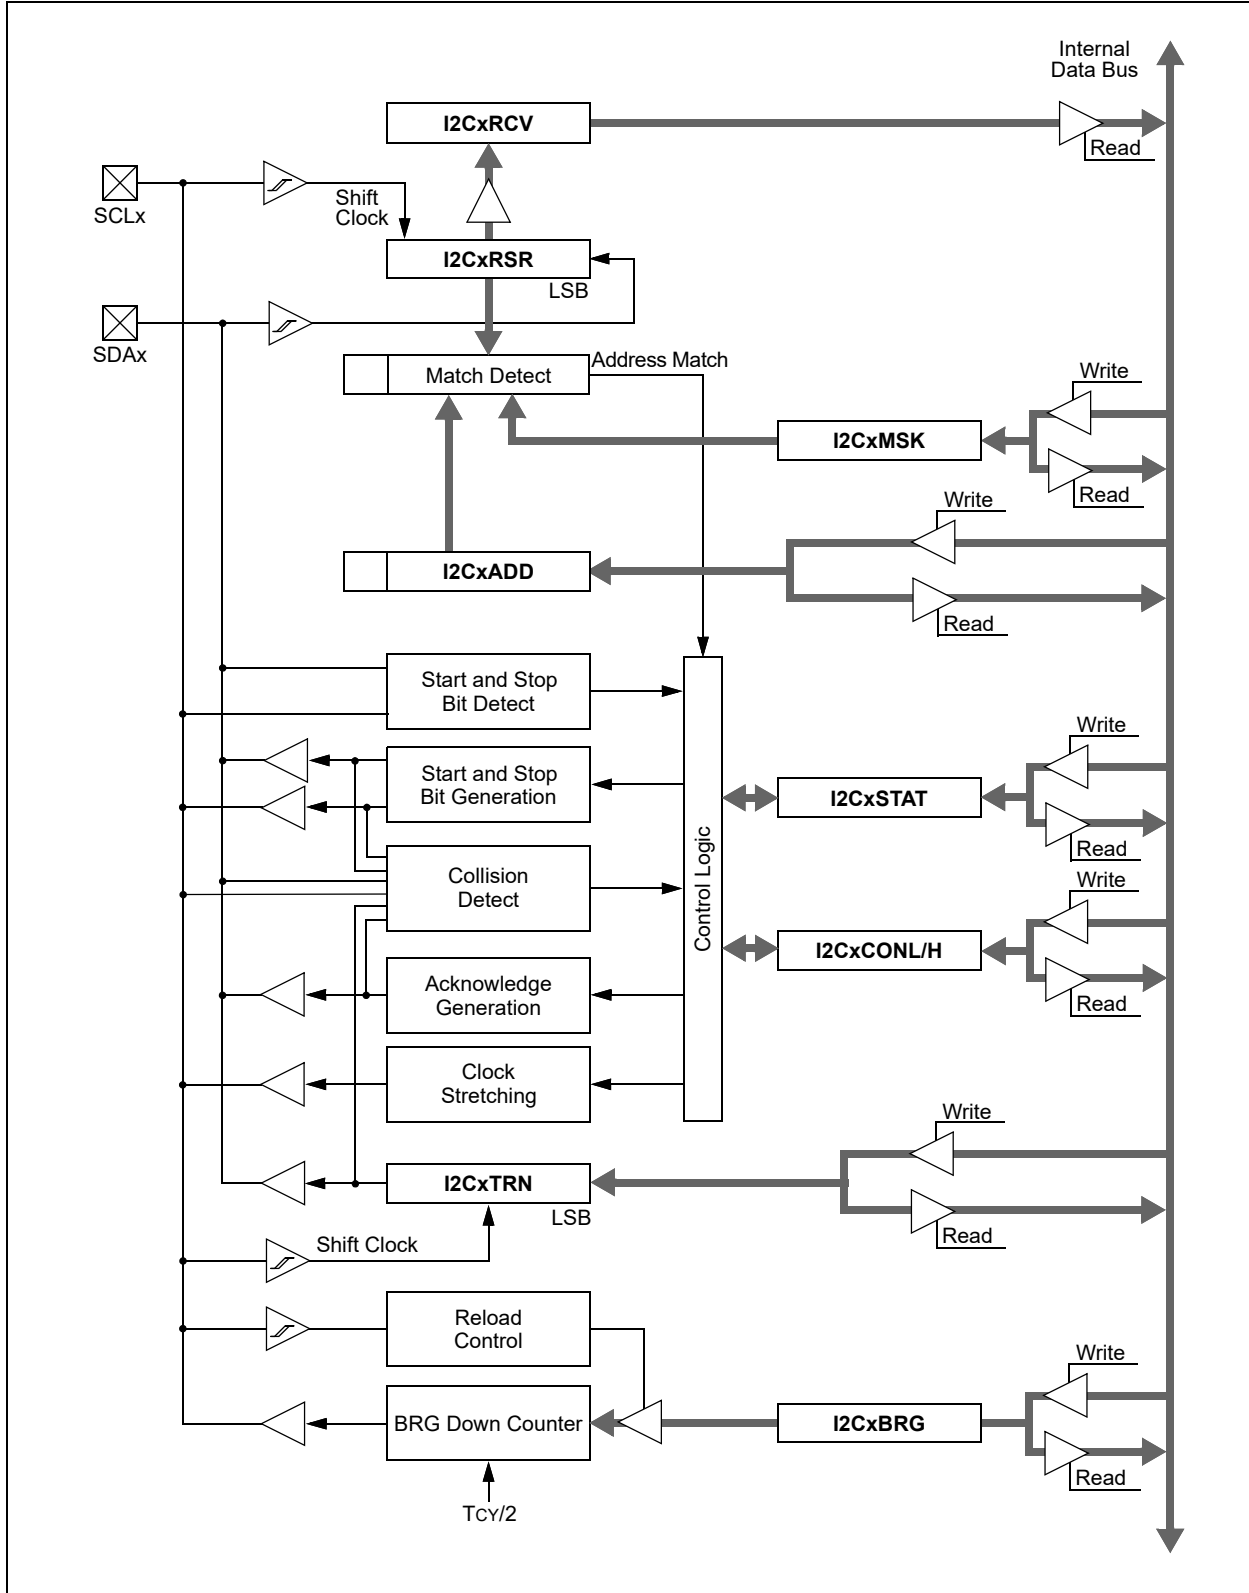 Internal
Data Bus
I2CxRCV
Read
SCLx
Shift
Clock
I2CxRSR
LSB
SDAx
Match Detect
Address Match
Write
I2CxMSK
Read
Write
I2CxADD
Read
Start and Stop
Bit Detect
Write
Start and Stop
Bit Generation
I2CxSTAT
Read
Control Logic
Collision
Detect
Write
I2CxCONL/H
Read
Acknowledge
Generation
Clock
Stretching
Write
I2CxTRN
LSB
Read
Shift Clock
Reload
Control
Write
BRG Down Counter
I2CxBRG
Read
TCY/2